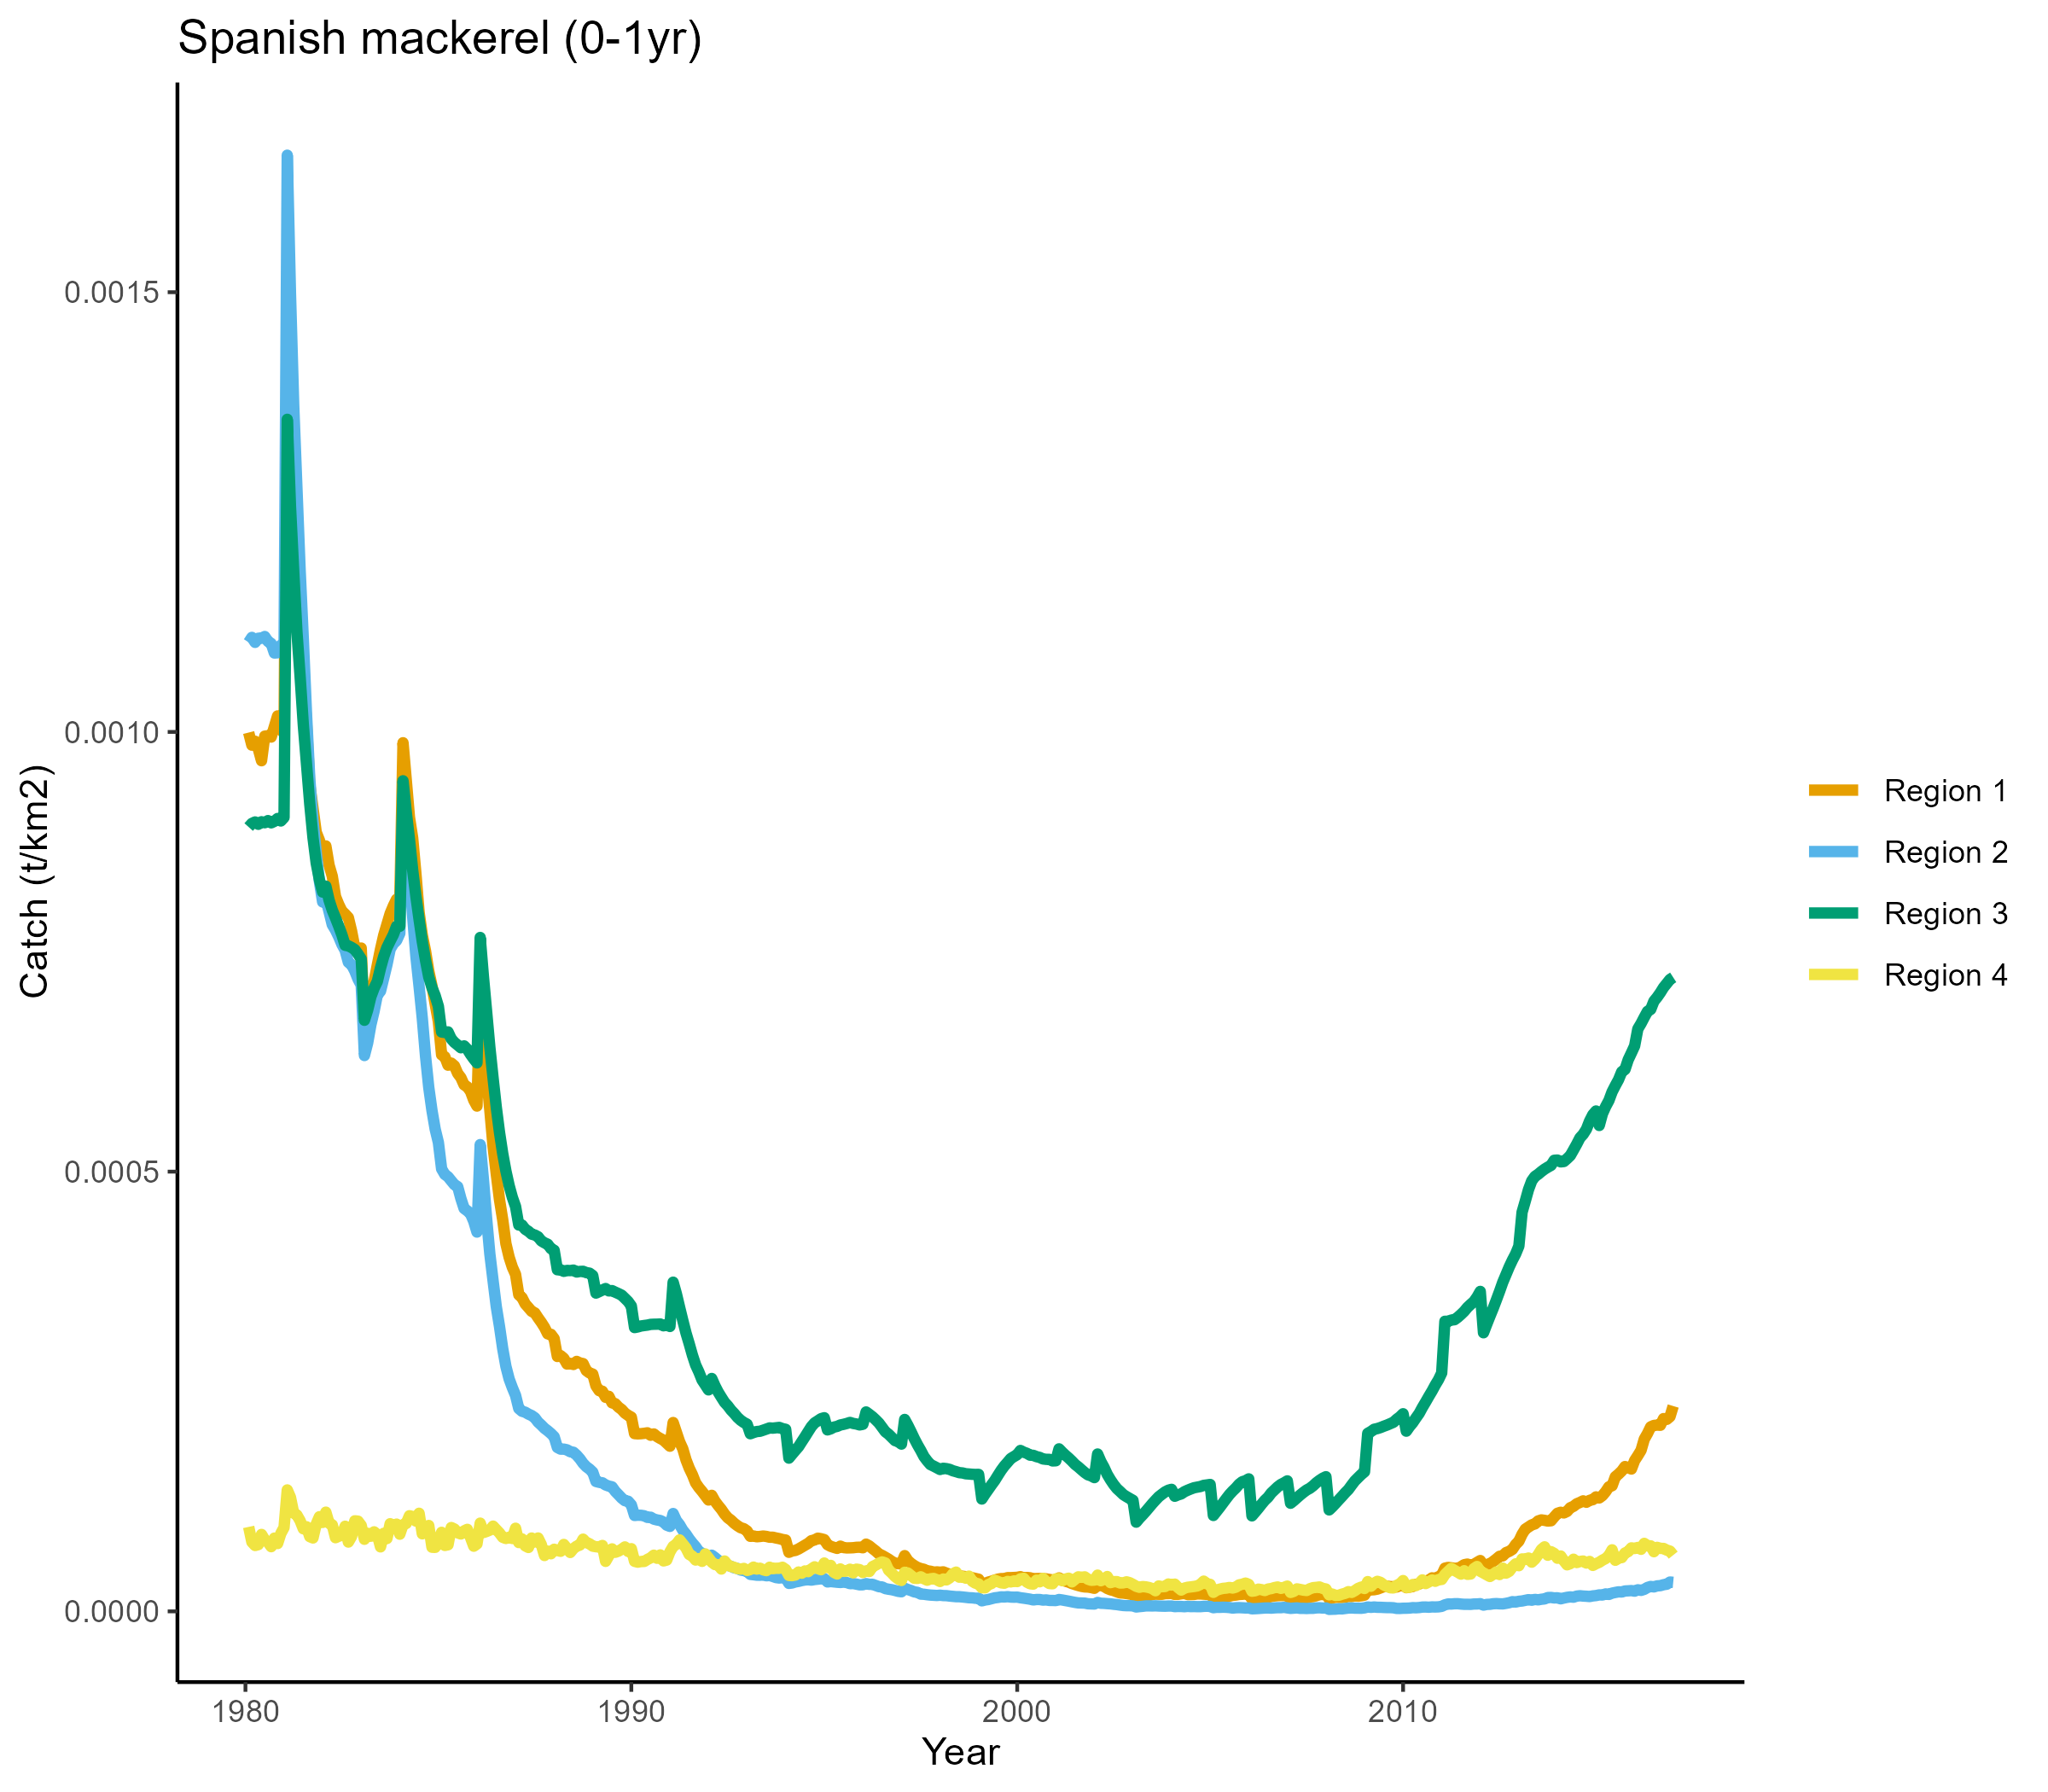 Spanish mackerel (0-1yr)
Catch (t/km2)
0.0015
0.0010
0.0005
0.0000
1980
1990
2000
2010
Year
Region 1
Region 2
Region 3
Region 4